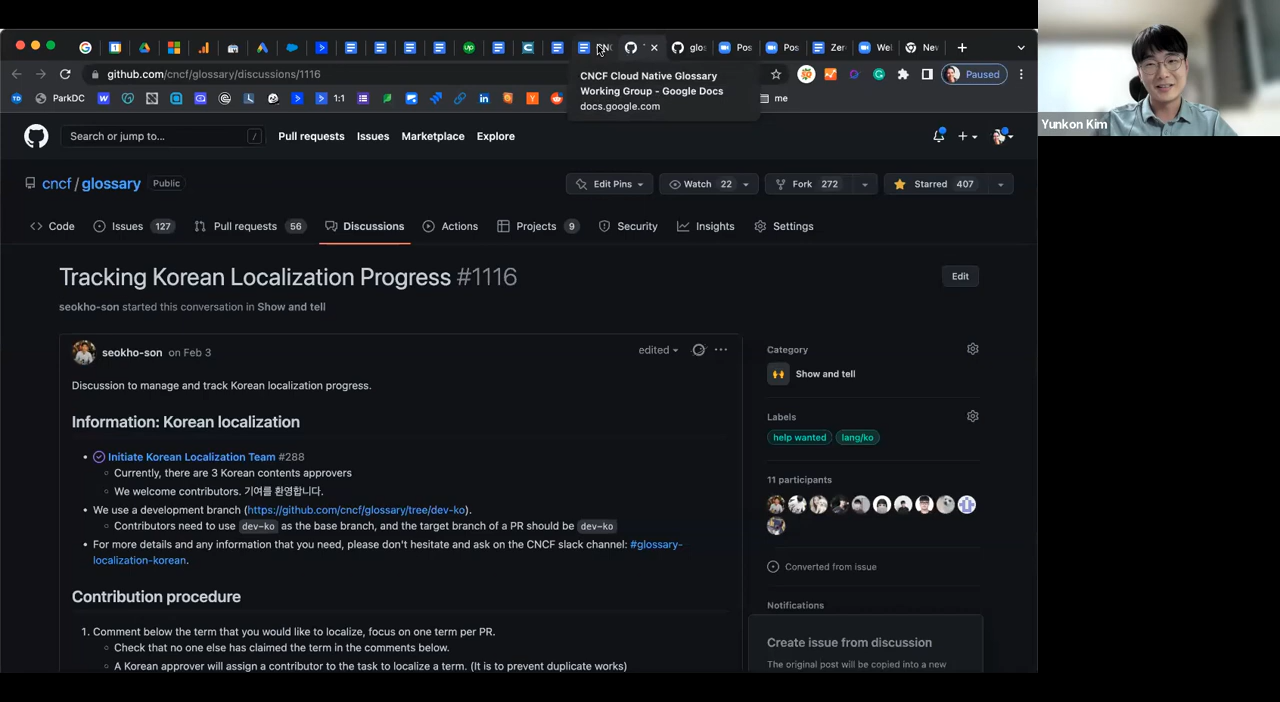 CNC
glos
Pos
Pos
Zer
Wel
Nev
github.com/cncf/glossary/discussions/1116
Paused
CNCF Cloud Native Glossary
Working Group - Google Docs
docs.google.com
ParkDC
1:1
me
Yunkon Kim
Search or jump to...
/
Pull requests
Issues
Marketplace
Explore
cncf / glossary
Public
Edit Pins
Watch 22
Fork 272
Starred 407
Code
Issues 127
Pull requests 56
Discussions
Actions
Projects 9
Security
Insights
Settings
Tracking Korean Localization Progress #1116
Edit
seokho-son started this conversation in Show and tell
seokho-son on Feb 3
edited
Discussion to manage and track Korean localization progress.
Information: Korean localization
Initiate Korean Localization Team #288
Currently, there are 3 Korean contents approvers
We welcome contributors. 기여를 환영합니다.
We use a development branch (https://github.com/cncf/glossary/tree/dev-ko).
Contributors need to use dev-ko as the base branch, and the target branch of a PR should be dev-ko
For more details and any information that you need, please don't hesitate and ask on the CNCF slack channel: #glossary-
localization-korean.
Contribution procedure
1. Comment below the term that you would like to localize, focus on one term per PR.
Check that no one else has claimed the term in the comments below.
A Korean approver will assign a contributor to the task to localize a term. (It is to prevent duplicate works)
Category
Show and tell
Labels
help wanted
lang/ko
11 participants
Converted from issue
Notifications
Create issue from discussion
The original post will be copied into a new